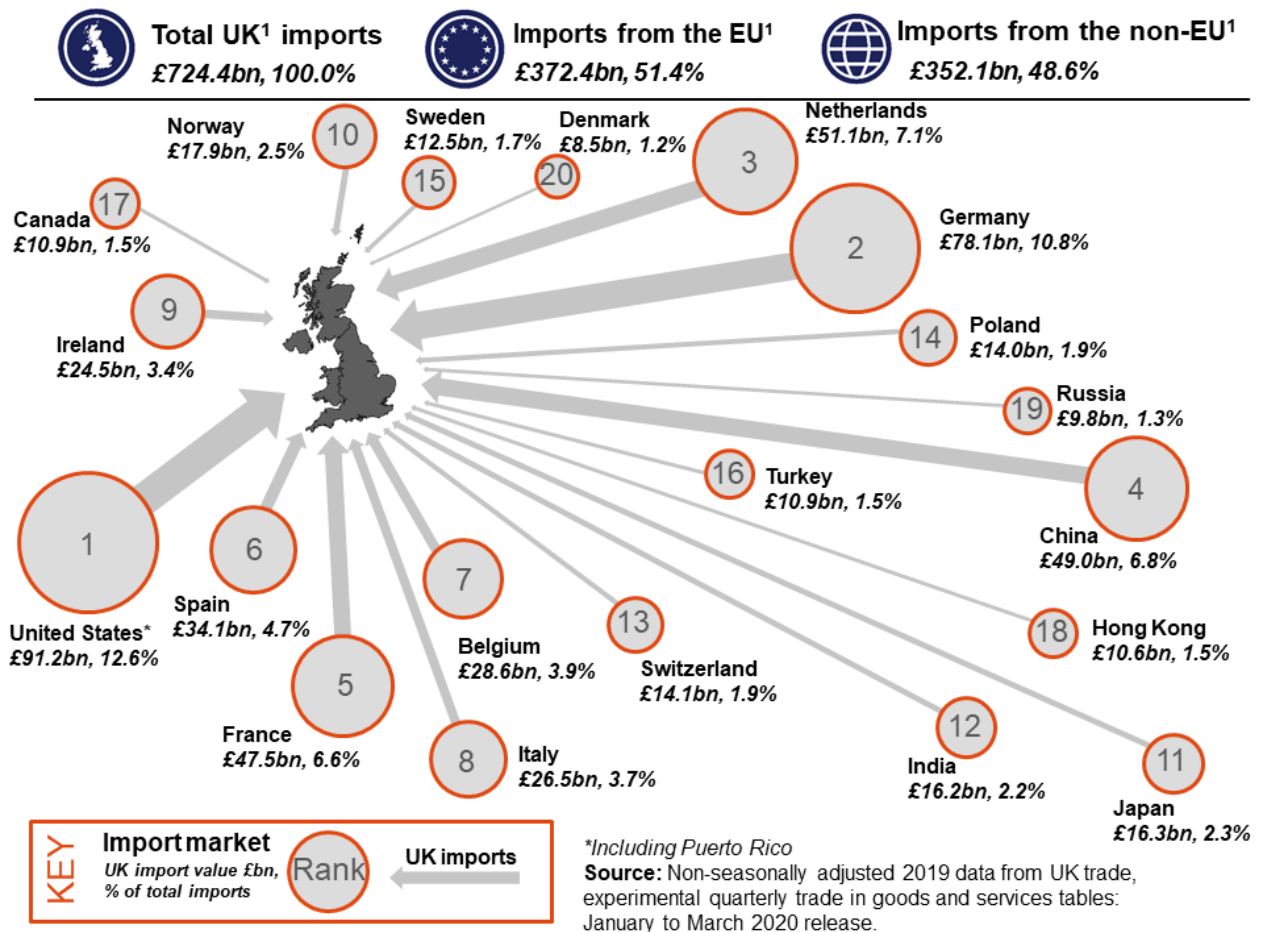 Total UK¹ imports
£724.4bn, 100.0%
Imports from the EU¹
£372.4bn, 51.4%
Imports from the non-EU¹
£352.1bn, 48.6%
Norway
£17.9bn, 2.5%
10
Sweden
£12.5bn, 1.7%
15
Denmark
£8.5bn, 1.2%
20
Netherlands
£51.1bn, 7.1%
3
17
Canada
£10.9bn, 1.5%
Germany
£78.1bn, 10.8%
2
9
Ireland
£24.5bn, 3.4%
14
Poland
£14.0bn, 1.9%
19
Russia
£9.8bn, 1.3%
16
Turkey
£10.9bn, 1.5%
4
China
£49.0bn, 6.8%
1
United States*
£91.2bn, 12.6%
6
Spain
£34.1bn, 4.7%
7
Belgium
£28.6bn, 3.9%
13
Switzerland
£14.1bn, 1.9%
18
Hong Kong
£10.6bn, 1.5%
5
France
£47.5bn, 6.6%
8
Italy
£26.5bn, 3.7%
12
India
£16.2bn, 2.2%
11
Japan
£16.3bn, 2.3%
KEY
Import market
UK import value £bn,
% of total imports
Rank
UK imports
*Including Puerto Rico
Source: Non-seasonally adjusted 2019 data from UK trade,
experimental quarterly trade in goods and services tables:
January to March 2020 release.